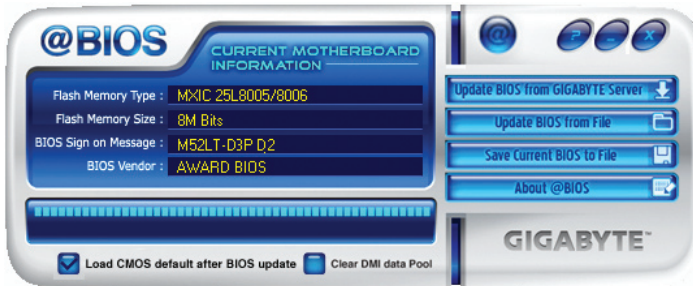 @BIOS
CURRENT MOTHERBOARD
INFORMATION
Flash Memory Type : MXIC 25L8005/8006
Flash Memory Size : 8M Bits
BIOS Sign on Message : M52LT-D3P D2
BIOS Vendor : AWARD BIOS
Load CMOS default after BIOS update
Clear DMI data Pool
@
?
_
X
Update BIOS from GIGABYTE Server
Update BIOS from File
Save Current BIOS to File
About @BIOS
GIGABYTE™